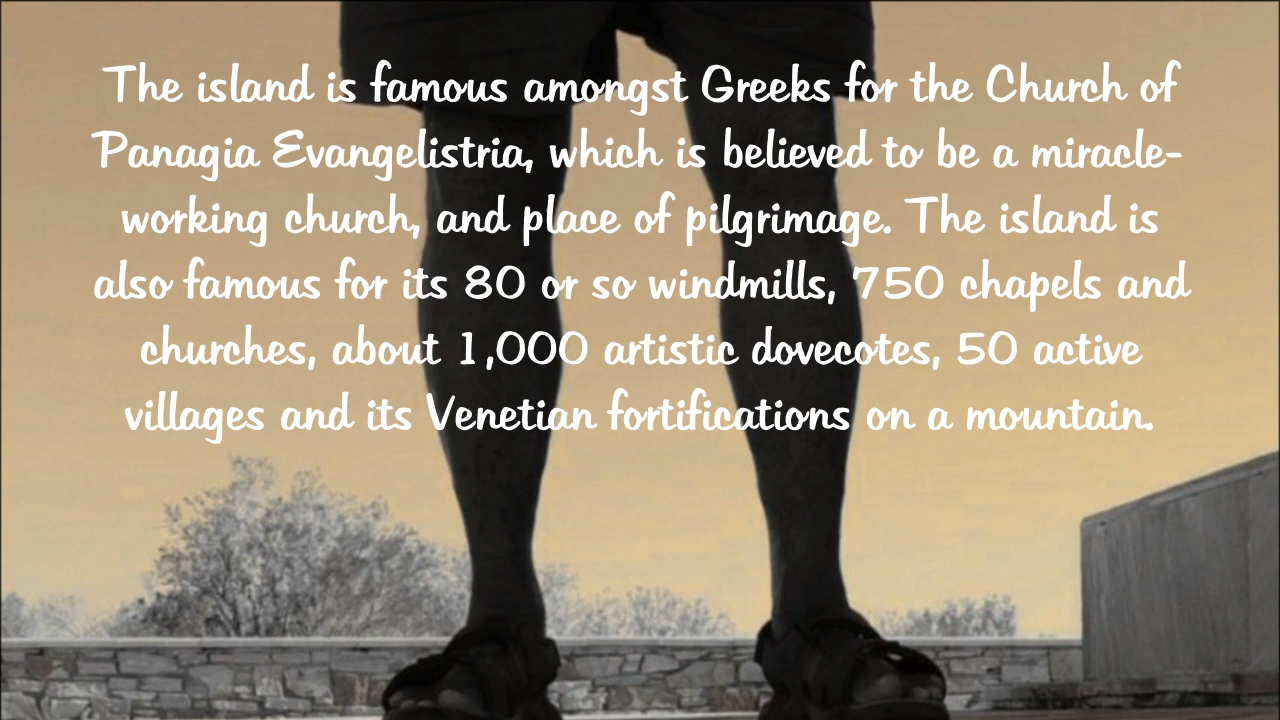 The island is famous amongst Greeks for the Church of
Panagia Evangelistria, which is believed to be a miracle-
working church, and place of pilgrimage. The island is
also famous for its 80 or so windmills, 750 chapels and
churches, about 1,000 artistic dovecotes, 50 active
villages and its Venetian fortifications on a mountain.